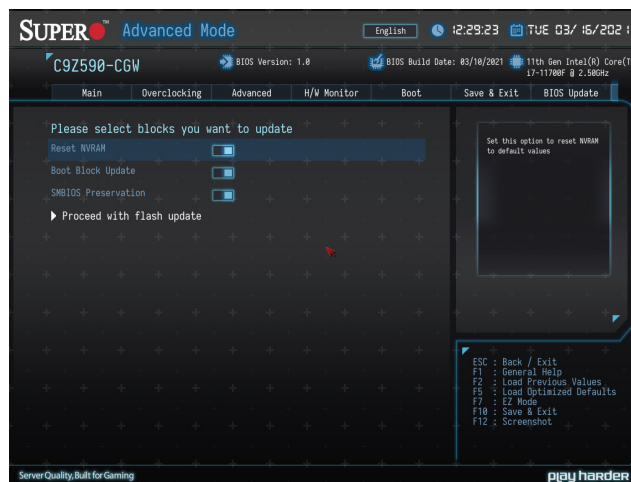 SUPER™ Advanced Mode English 12:29:23 TUE 03/16/2021
C9Z590-CGW BIOS Version: 1.0 BIOS Build Date: 03/10/2021 11th Gen Intel(R) Core(T
i7-11700F @ 2.50GHz
Main Overclocking Advanced H/W Monitor Boot Save & Exit BIOS Update
Please select blocks you want to update
Reset NVRAM
Boot Block Update
SMBIOS Preservation
Proceed with flash update
Set this option to reset NVRAM
to default values
ESC : Back / Exit
F1 : General Help
F2 : Load Previous Values
F5 : Load Optimized Defaults
F7 : EZ Mode
F10 : Save & Exit
F12 : Screenshot
Server Quality, Built for Gaming play harder